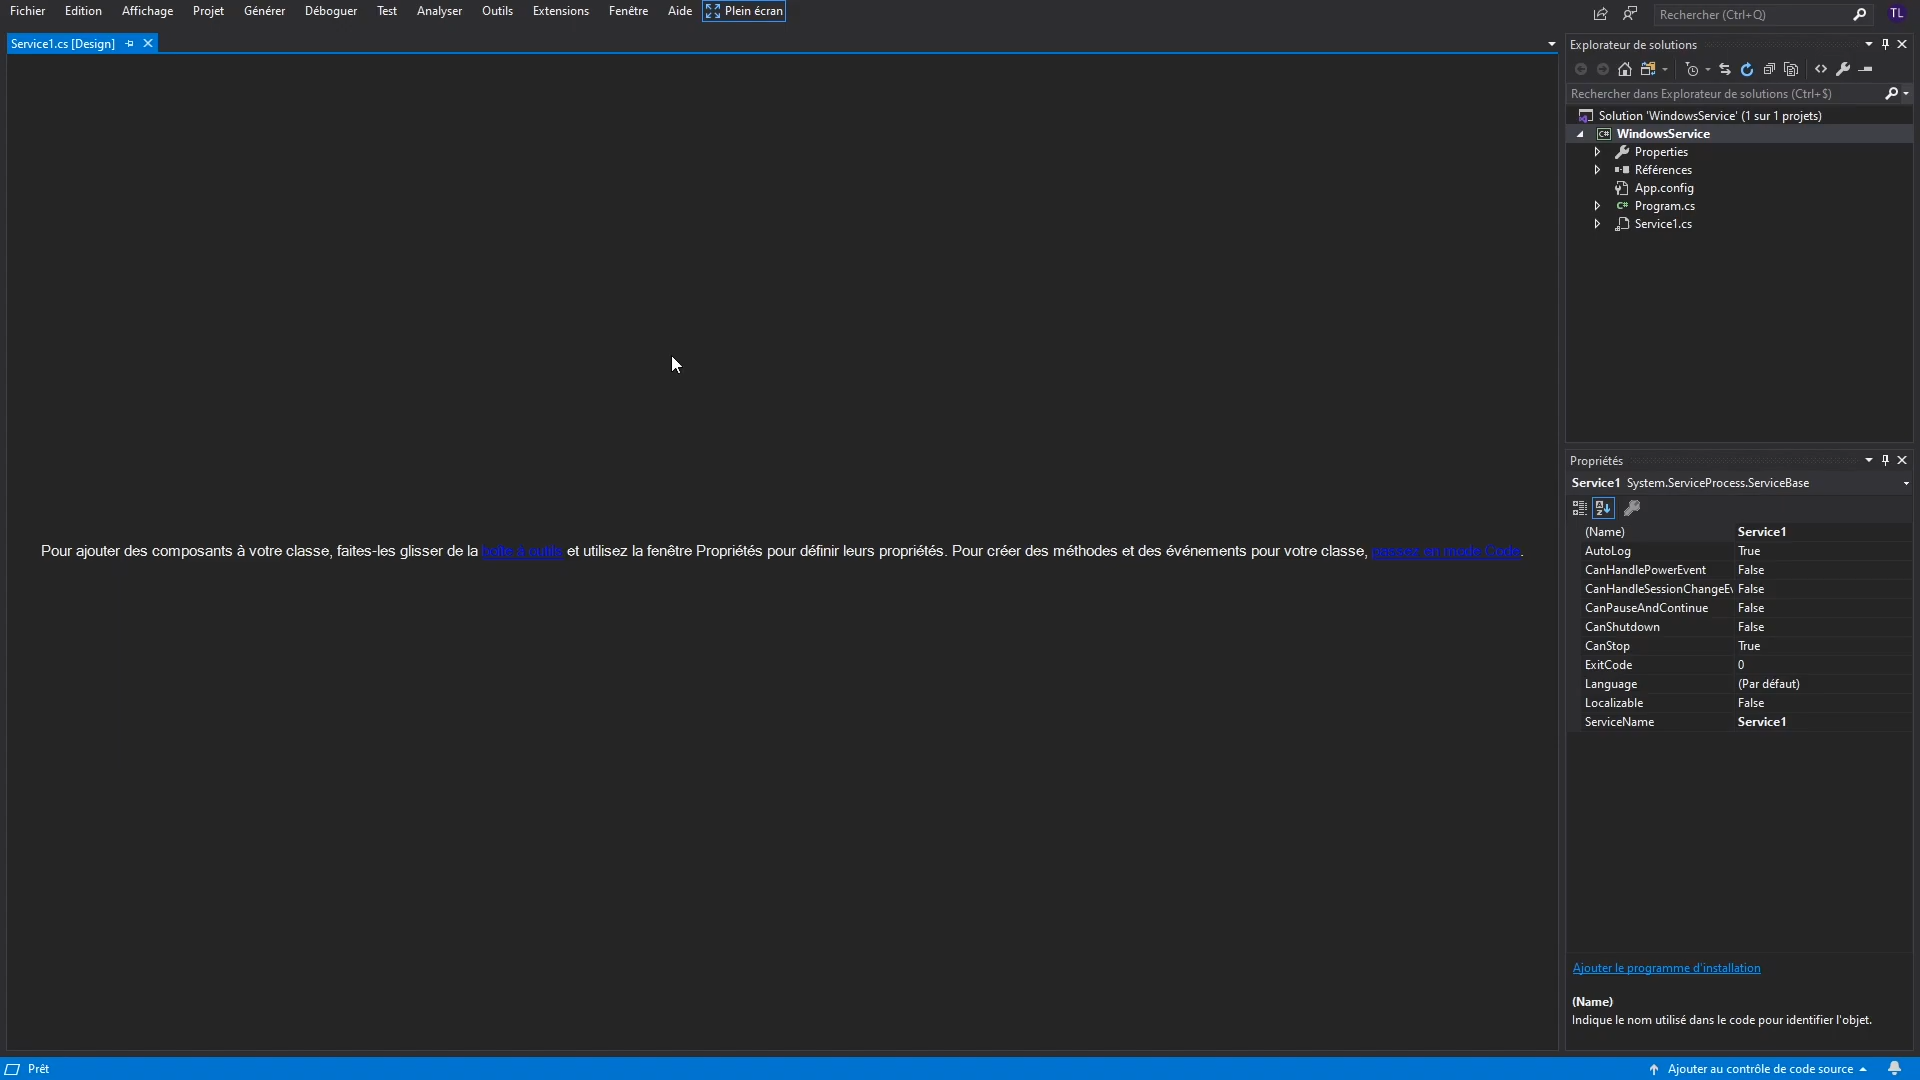 Fichier Edition Affichage Projet Générer Déboguer Test Analyser Outils Extensions Fenêtre Aide Plein écran
Rechercher (Ctrl+Q)
TL
Service1.cs [Design]
Pour ajouter des composants à votre classe, faites-les glisser de la boîte à outils et utilisez la fenêtre Propriétés pour définir leurs propriétés. Pour créer des méthodes et des événements pour votre classe, passez en mode Code.
Explorateur de solutions
Rechercher dans Explorateur de solutions (Ctrl+$)
Solution 'WindowsService' (1 sur 1 projets)
C# WindowsService
Properties
Références
App.config
C# Program.cs
Service1.cs
Propriétés
Service1 System.ServiceProcess.ServiceBase
(Name) Service1
AutoLog True
CanHandlePowerEvent False
CanHandleSessionChangeEv False
CanPauseAndContinue False
CanShutdown False
CanStop True
ExitCode 0
Language (Par défaut)
Localizable False
ServiceName Service1
Ajouter le programme d'installation
(Name)
Indique le nom utilisé dans le code pour identifier l'objet.
Prêt
Ajouter au contrôle de code source